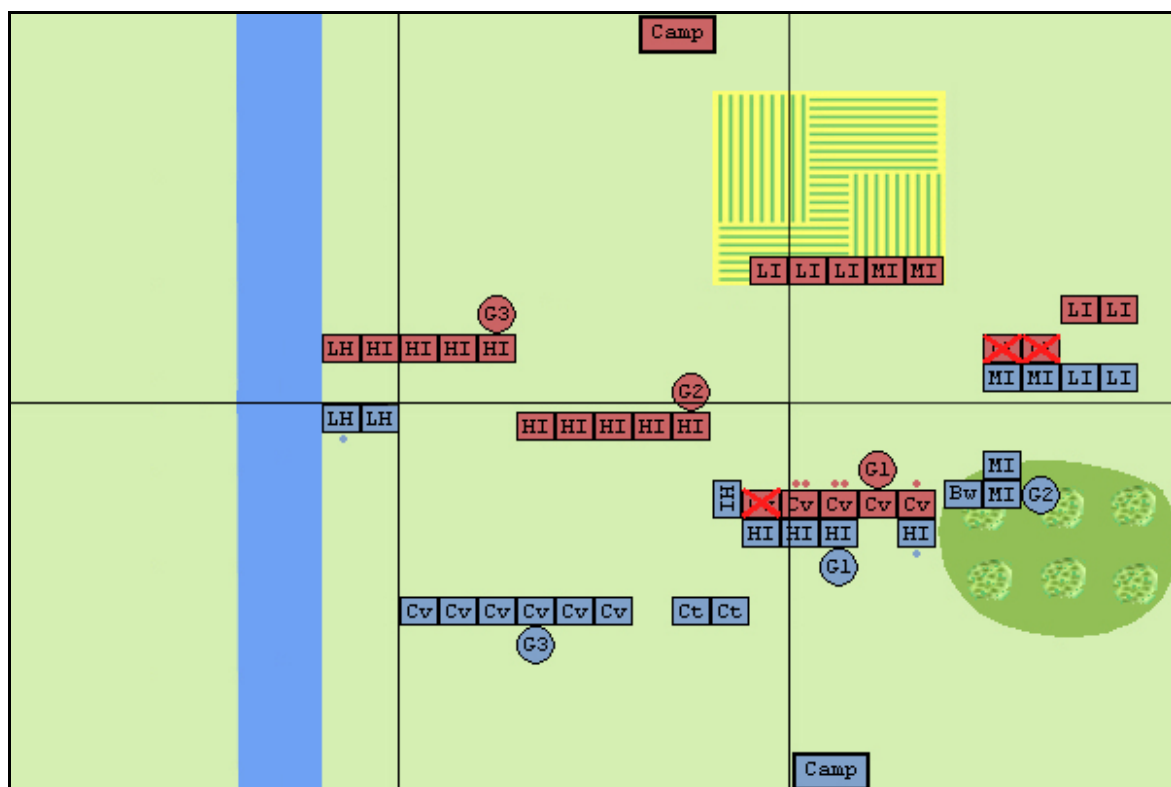 Camp
LI LI LI MI MI
G3
LI LI
LH HI HI HI HI
MI MI LI LI
G2
LH LH
HI HI HI HI HI
MI
G1
HI Cv Cv Cv Cv
Bw MI G2
HI HI HI HI
G1
Cv Cv Cv Cv Cv Cv
Ct Ct
G3
Camp